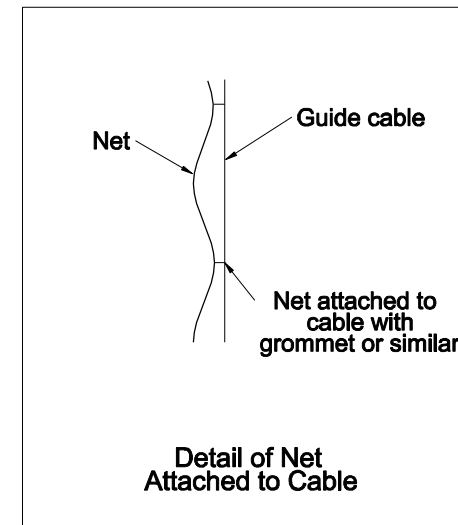 Guide cable
Net
Net attached to
cable with
grommet or similar
Detail of Net
Attached to Cable